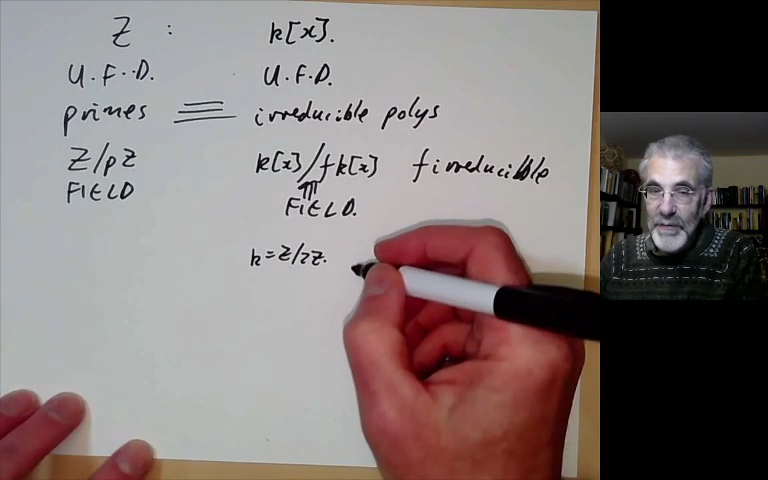 Z : k[x].
U.F.D. U.F.D.
primes ≡ irreducible polys
Z/pZ k[x]/fk[x] f irreducible
FIELD ⇑
FIELD.
k=Z/2Z.